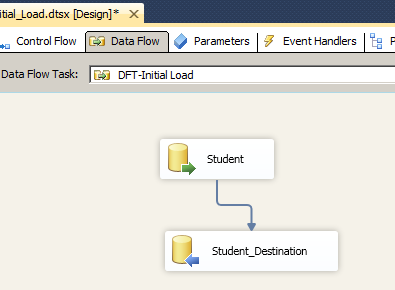 itial_Load.dtsx [Design]*
Control Flow Data Flow Parameters Event Handlers P
Data Flow Task: DFT-Initial Load
Student
Student_Destination